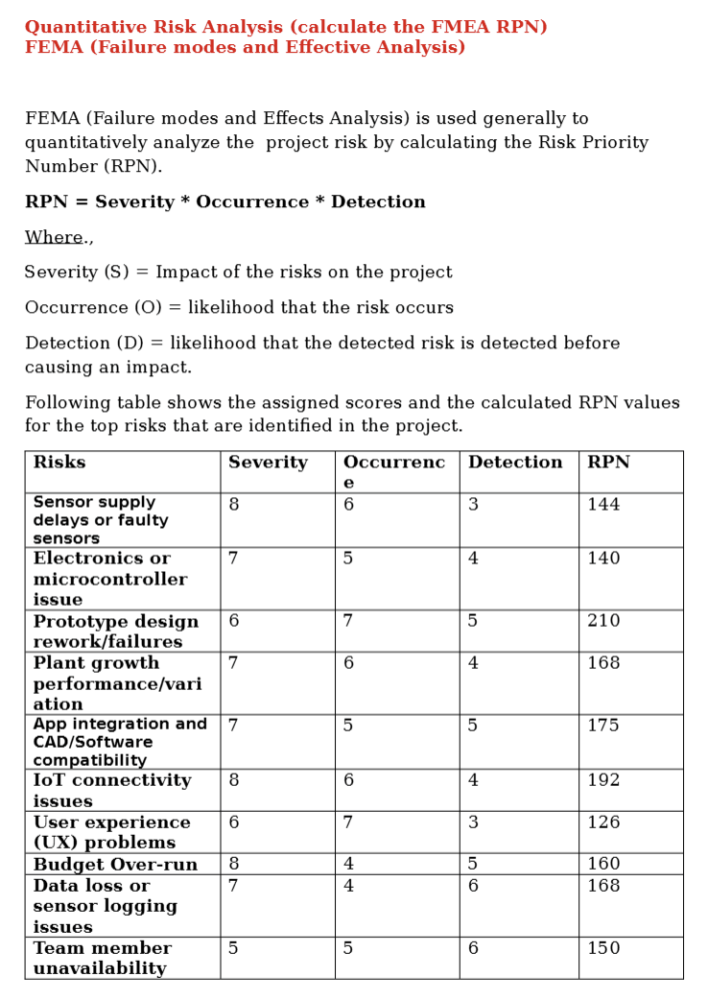 Quantitative Risk Analysis (calculate the FMEA RPN)
FEMA (Failure modes and Effective Analysis)
FEMA (Failure modes and Effects Analysis) is used generally to
quantitatively analyze the  project risk by calculating the Risk Priority
Number (RPN).
RPN = Severity * Occurrence * Detection
Where.,
Severity (S) = Impact of the risks on the project
Occurrence (O) = likelihood that the risk occurs
Detection (D) = likelihood that the detected risk is detected before
causing an impact.
Following table shows the assigned scores and the calculated RPN values
for the top risks that are identified in the project.
Risks Severity Occurrenc Detection RPN
e
Sensor supply 8 6 3 144
delays or faulty
sensors
Electronics or 7 5 4 140
microcontroller
issue
Prototype design 6 7 5 210
rework/failures
Plant growth 7 6 4 168
performance/vari
ation
App integration and 7 5 5 175
CAD/Software
compatibility
IoT connectivity 8 6 4 192
issues
User experience 6 7 3 126
(UX) problems
Budget Over-run 8 4 5 160
Data loss or 7 4 6 168
sensor logging
issues
Team member 5 5 6 150
unavailability